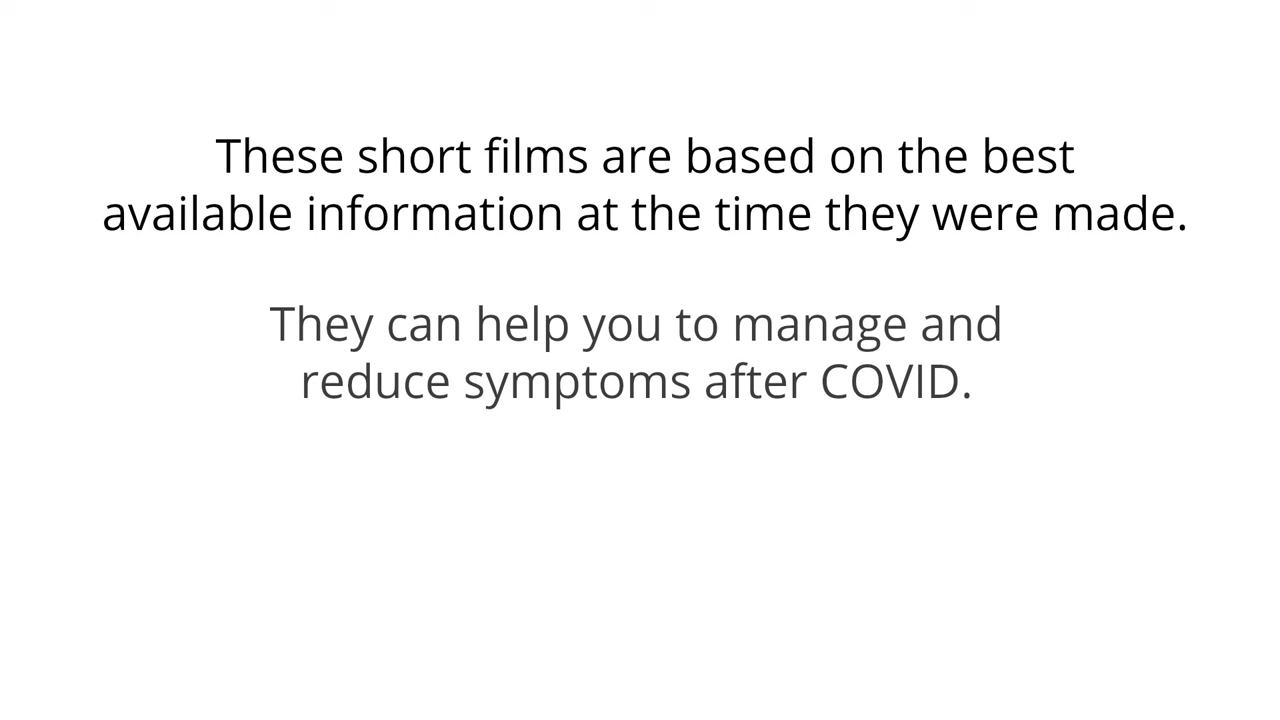 These short films are based on the best
available information at the time they were made.
They can help you to manage and
reduce symptoms after COVID.